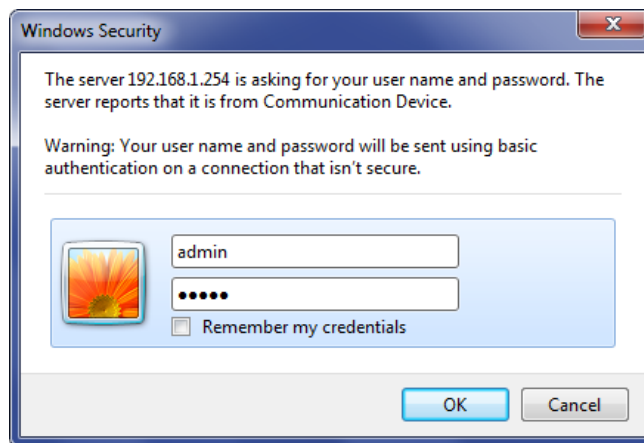 Windows Security
The server 192.168.1.254 is asking for your user name and password. The
server reports that it is from Communication Device.
Warning: Your user name and password will be sent using basic
authentication on a connection that isn't secure.
admin
●●●●●
Remember my credentials
OK
Cancel